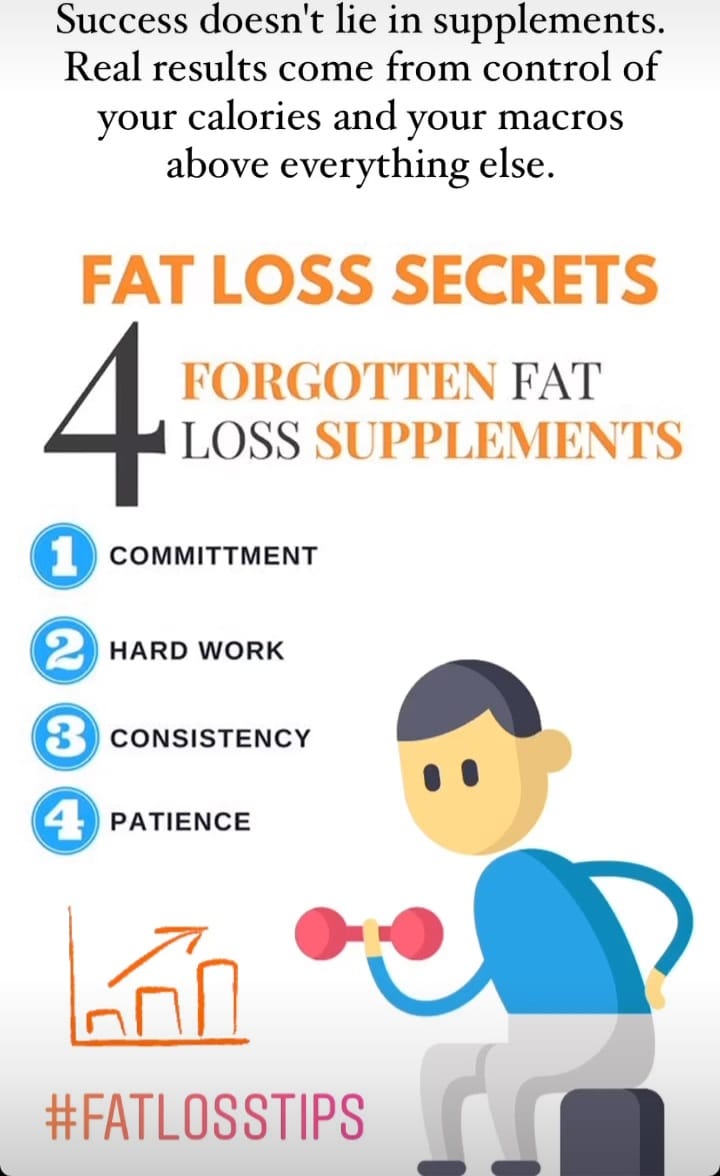 Success doesn't lie in supplements.
Real results come from control of
your calories and your macros
above everything else.
FAT LOSS SECRETS
4
FORGOTTEN FAT
LOSS SUPPLEMENTS
1 COMMITTMENT
2 HARD WORK
3 CONSISTENCY
4 PATIENCE
#FATLOSSTIPS